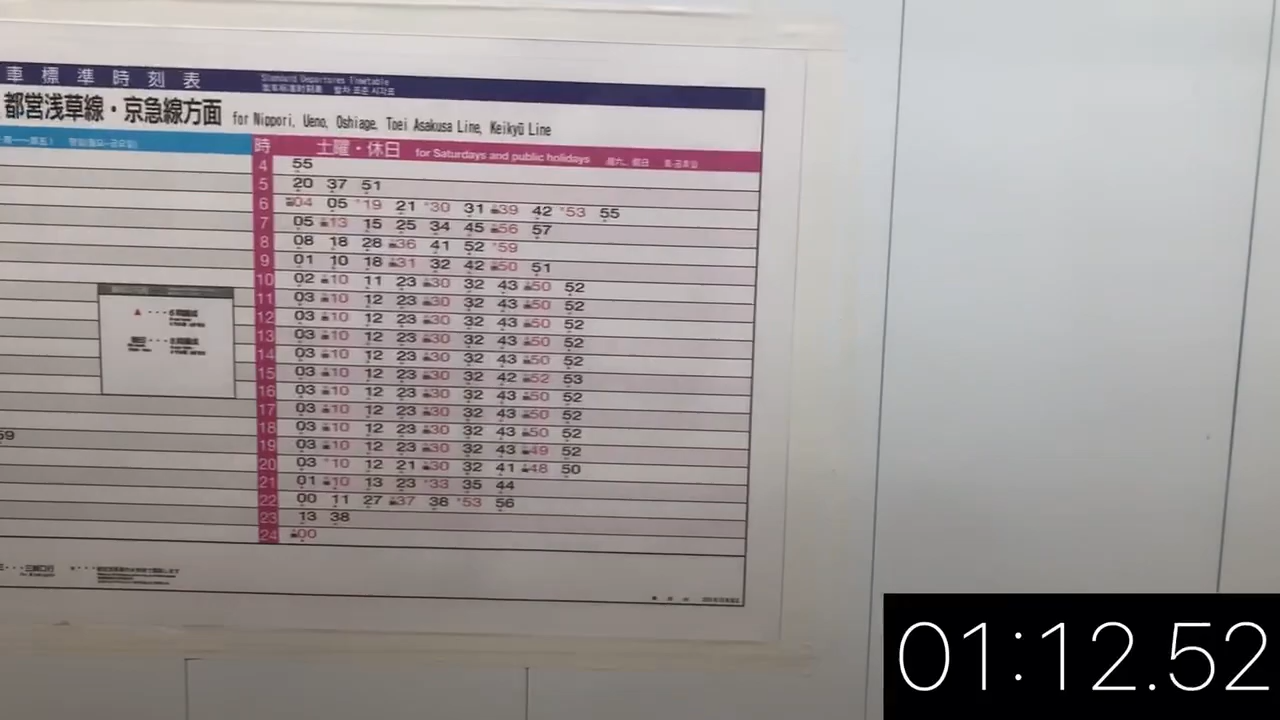 車標準時刻表 Standard Departures Timetable
都営浅草線・京急線方面 for Nippori, Ueno, Oshiage, Toei Asakusa Line, Keikyū Line
時 土曜・休日 for Saturdays and public holidays
4 55
5 20 37 51
6 04 05 19 21 30 31 39 42 53 55
7 05 13 15 25 34 45 56 57
8 08 18 28 36 41 52 59
9 01 10 18 31 32 42 50 51
10 02 10 11 23 30 32 43 50 52
11 03 10 12 23 30 32 43 50 52
12 03 10 12 23 30 32 43 50 52
13 03 10 12 23 30 32 43 50 52
14 03 10 12 23 30 32 43 50 52
15 03 10 12 23 30 32 42 52 53
16 03 10 12 23 30 32 43 50 52
17 03 10 12 23 30 32 43 50 52
18 03 10 12 23 30 32 43 50 52
59
19 03 10 12 23 30 32 43 49 52
20 03 10 12 21 30 32 41 48 50
21 01 10 13 23 33 35 44
22 00 11 27 37 38 53 56
23 13 38
24 00
01:12.52